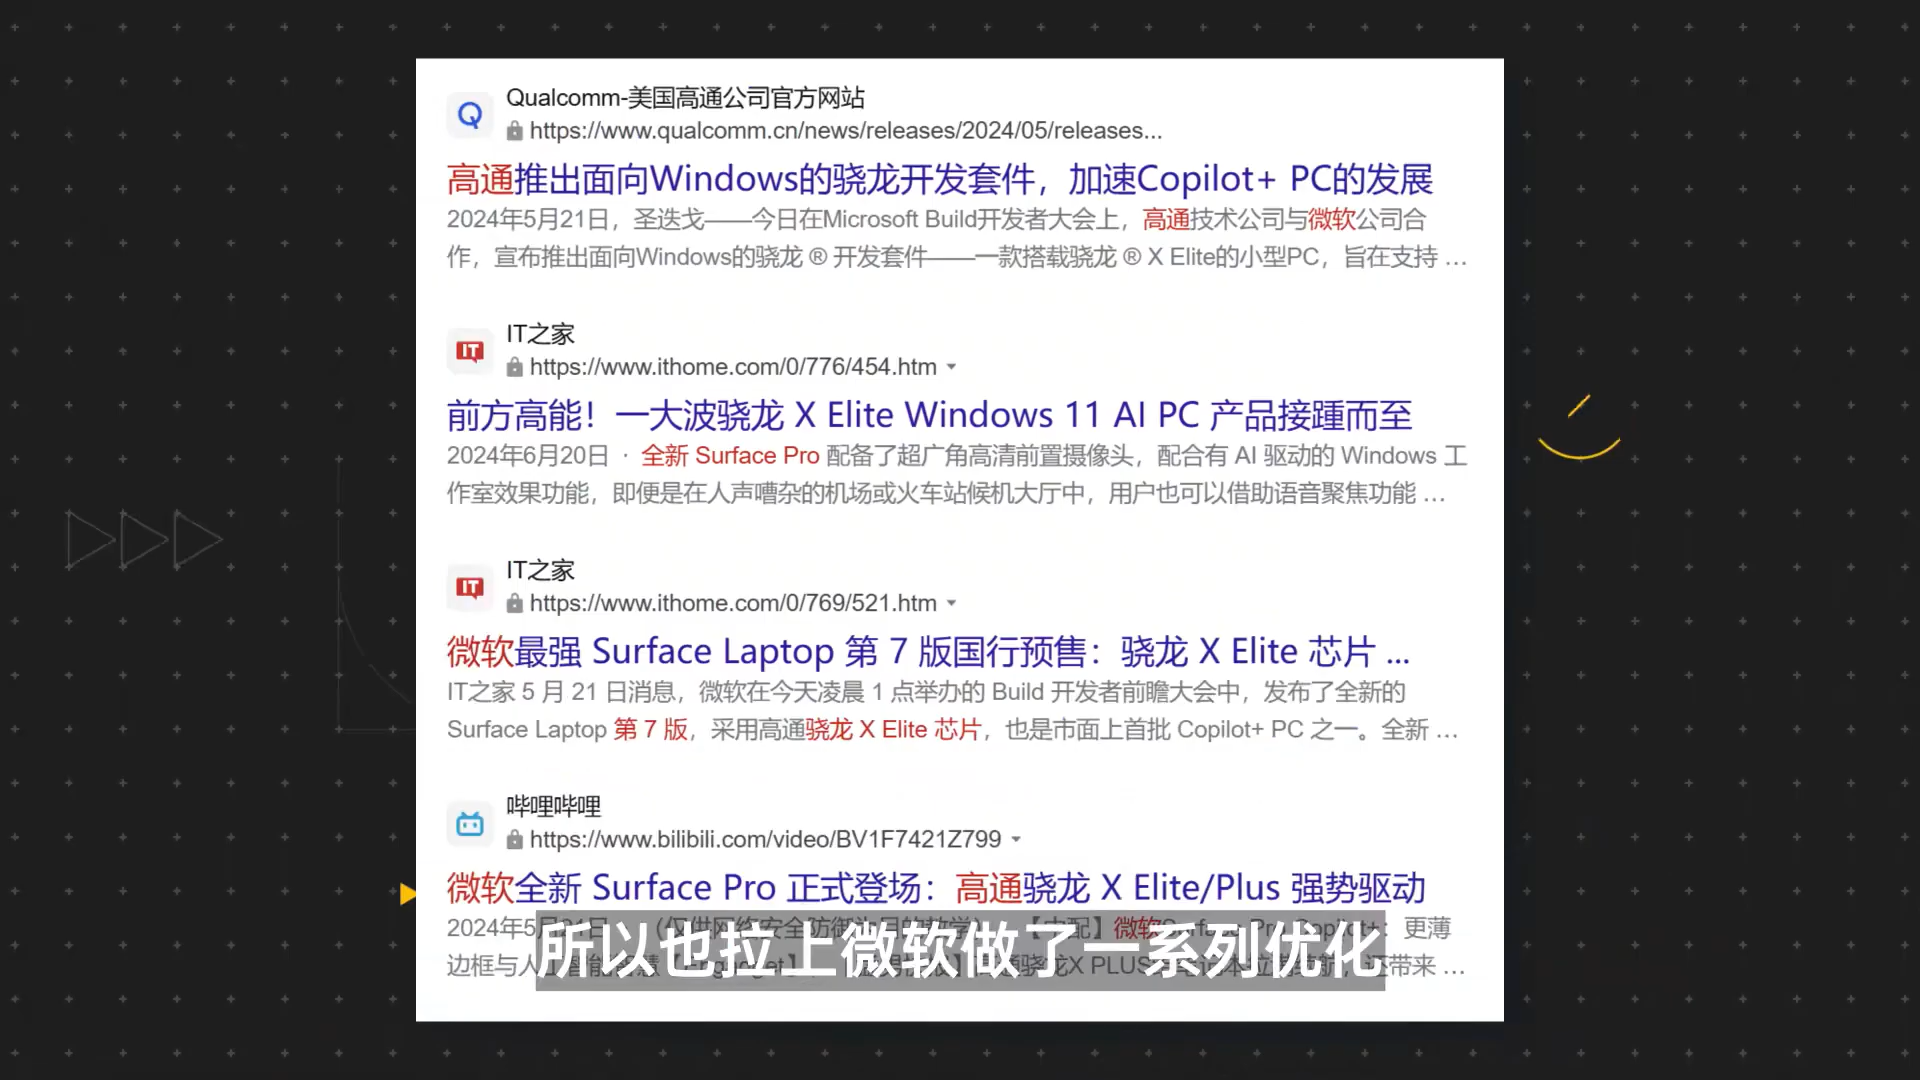 Qualcomm-美国高通公司官方网站
https://www.qualcomm.cn/news/releases/2024/05/releases...
高通推出面向Windows的骁龙开发套件，加速Copilot+ PC的发展
2024年5月21日，圣迭戈——今日在Microsoft Build开发者大会上，高通技术公司与微软公司合
作，宣布推出面向Windows的骁龙 ® 开发套件——一款搭载骁龙 ® X Elite的小型PC，旨在支持 ...
IT之家
https://www.ithome.com/0/776/454.htm
前方高能！一大波骁龙 X Elite Windows 11 AI PC 产品接踵而至
2024年6月20日 · 全新 Surface Pro 配备了超广角高清前置摄像头，配合有 AI 驱动的 Windows 工
作室效果功能，即便是在人声嘈杂的机场或火车站候机大厅中，用户也可以借助语音聚焦功能 ...
IT之家
https://www.ithome.com/0/769/521.htm
微软最强 Surface Laptop 第 7 版国行预售：骁龙 X Elite 芯片 ...
IT之家 5 月 21 日消息，微软在今天凌晨 1 点举办的 Build 开发者前瞻大会中，发布了全新的
Surface Laptop 第 7 版，采用高通骁龙 X Elite 芯片，也是市面上首批 Copilot+ PC 之一。全新 ...
哔哩哔哩
https://www.bilibili.com/video/BV1F7421Z799
微软全新 Surface Pro 正式登场：高通骁龙 X Elite/Plus 强势驱动
2024年5月21日 微软 更薄
边框与人 还带来 ...
所以也拉上微软做了一系列优化